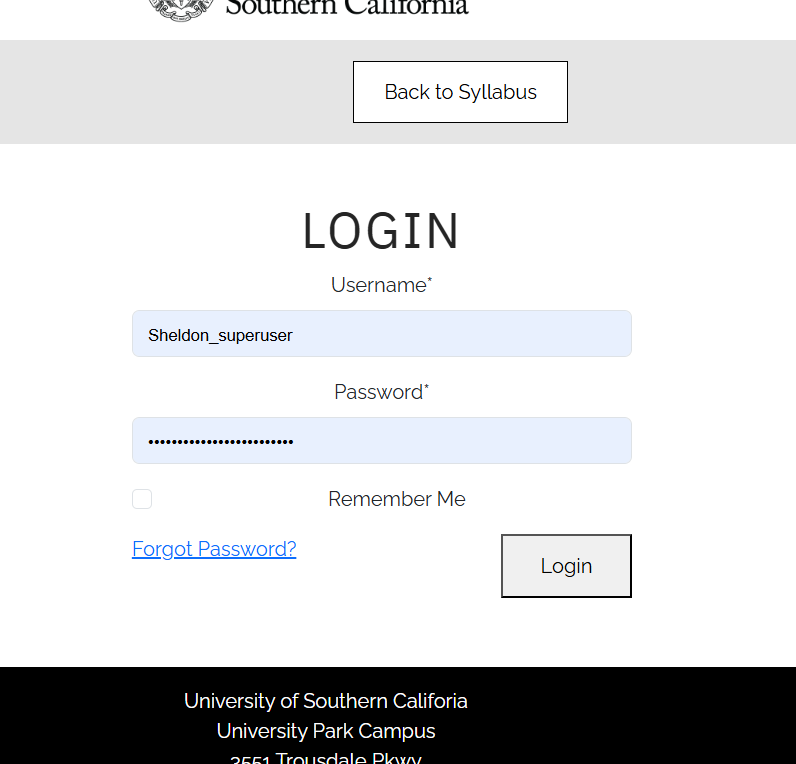 Southern California
Back to Syllabus
LOGIN
Username*
Sheldon_superuser
Password*
•••••••••••••••••••••••••
Remember Me
Forgot Password?
Login
University of Southern Califoria
University Park Campus
3551 Trousdale Pkwy